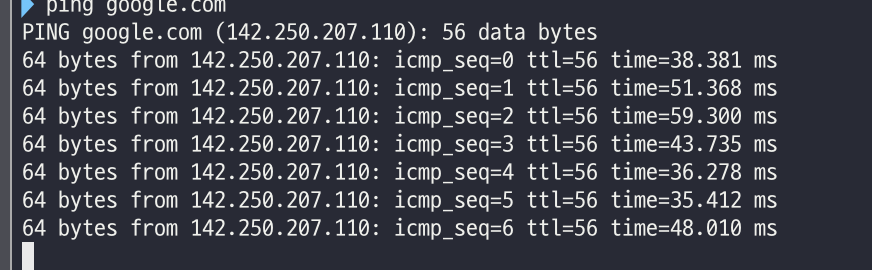 ping google.com
PING google.com (142.250.207.110): 56 data bytes
64 bytes from 142.250.207.110: icmp_seq=0 ttl=56 time=38.381 ms
64 bytes from 142.250.207.110: icmp_seq=1 ttl=56 time=51.368 ms
64 bytes from 142.250.207.110: icmp_seq=2 ttl=56 time=59.300 ms
64 bytes from 142.250.207.110: icmp_seq=3 ttl=56 time=43.735 ms
64 bytes from 142.250.207.110: icmp_seq=4 ttl=56 time=36.278 ms
64 bytes from 142.250.207.110: icmp_seq=5 ttl=56 time=35.412 ms
64 bytes from 142.250.207.110: icmp_seq=6 ttl=56 time=48.010 ms